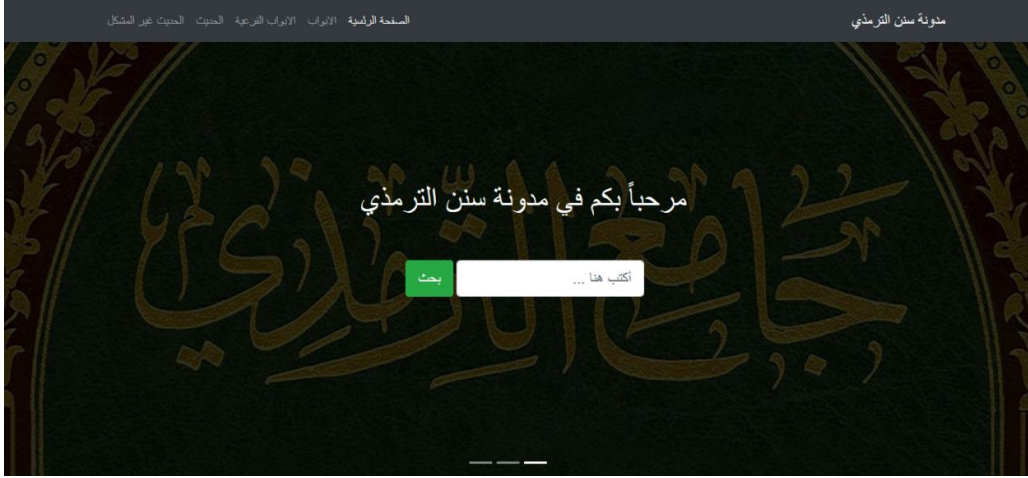 مدونة سنن الترمذي
الصفحة الرئسية الابواب الابواب الفرعية الحديث الحديث غير المشكل
جامع الترمذي
مرحباً بكم في مدونة سنن الترمذي
أكتب هنا ...
بحث